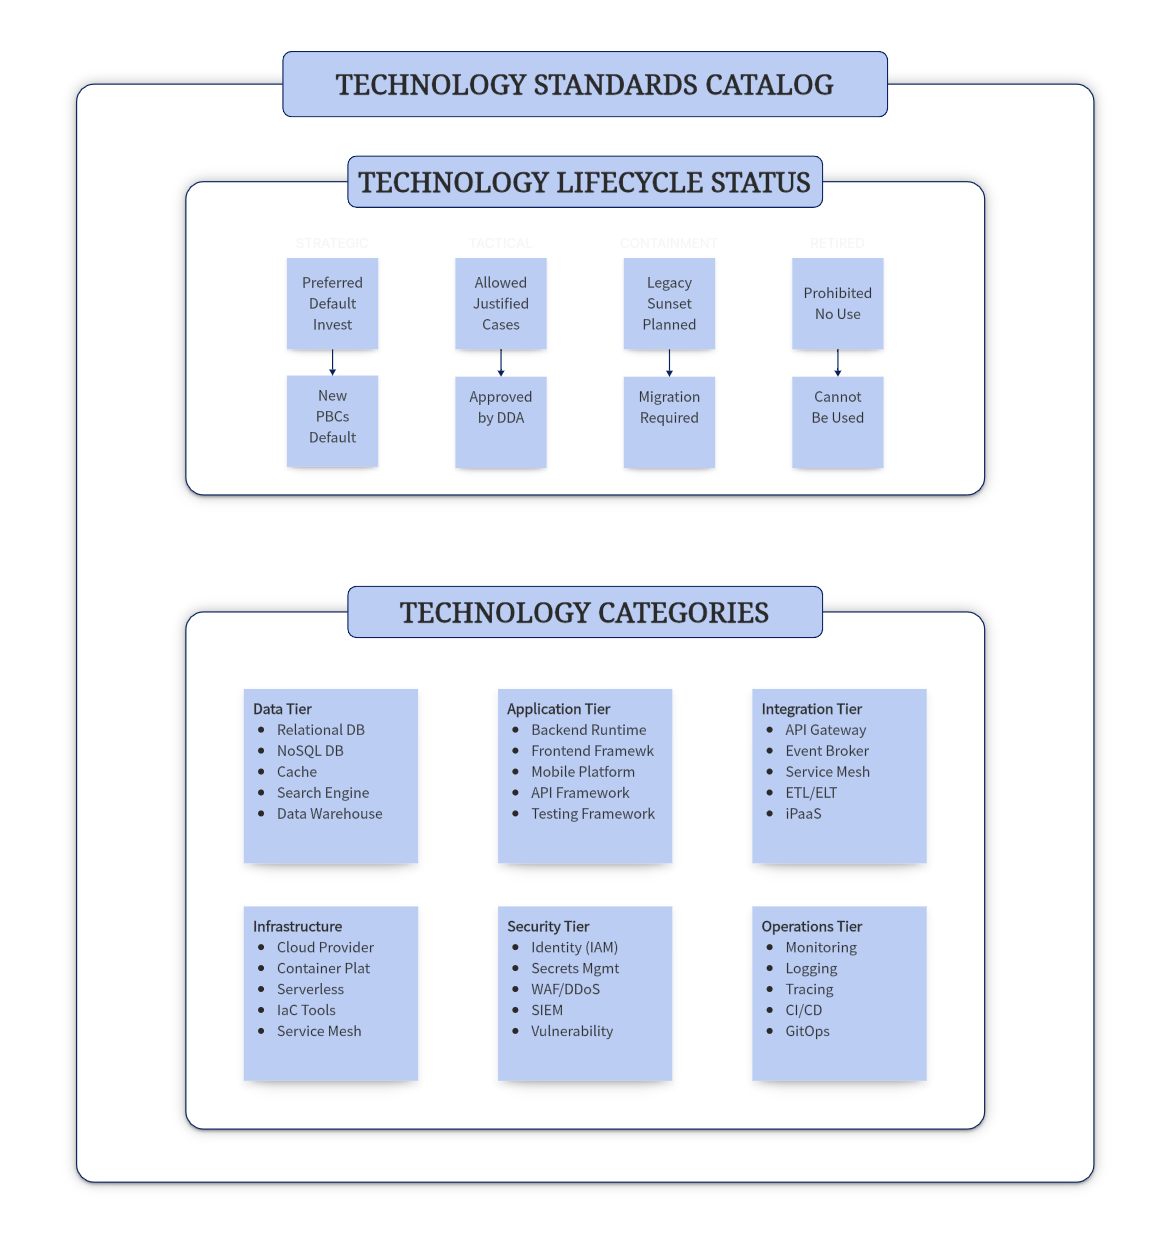 TECHNOLOGY STANDARDS CATALOG
TECHNOLOGY LIFECYCLE STATUS
STRATEGIC
Preferred
Default
Invest
New
PBCs
Default
TACTICAL
Allowed
Justified
Cases
Approved
by DDA
CONTAINMENT
Legacy
Sunset
Planned
Migration
Required
RETIRED
Prohibited
No Use
Cannot
Be Used
TECHNOLOGY CATEGORIES
Data Tier
• Relational DB
• NoSQL DB
• Cache
• Search Engine
• Data Warehouse
Application Tier
• Backend Runtime
• Frontend Framewk
• Mobile Platform
• API Framework
• Testing Framework
Integration Tier
• API Gateway
• Event Broker
• Service Mesh
• ETL/ELT
• iPaaS
Infrastructure
• Cloud Provider
• Container Plat
• Serverless
• IaC Tools
• Service Mesh
Security Tier
• Identity (IAM)
• Secrets Mgmt
• WAF/DDoS
• SIEM
• Vulnerability
Operations Tier
• Monitoring
• Logging
• Tracing
• CI/CD
• GitOps